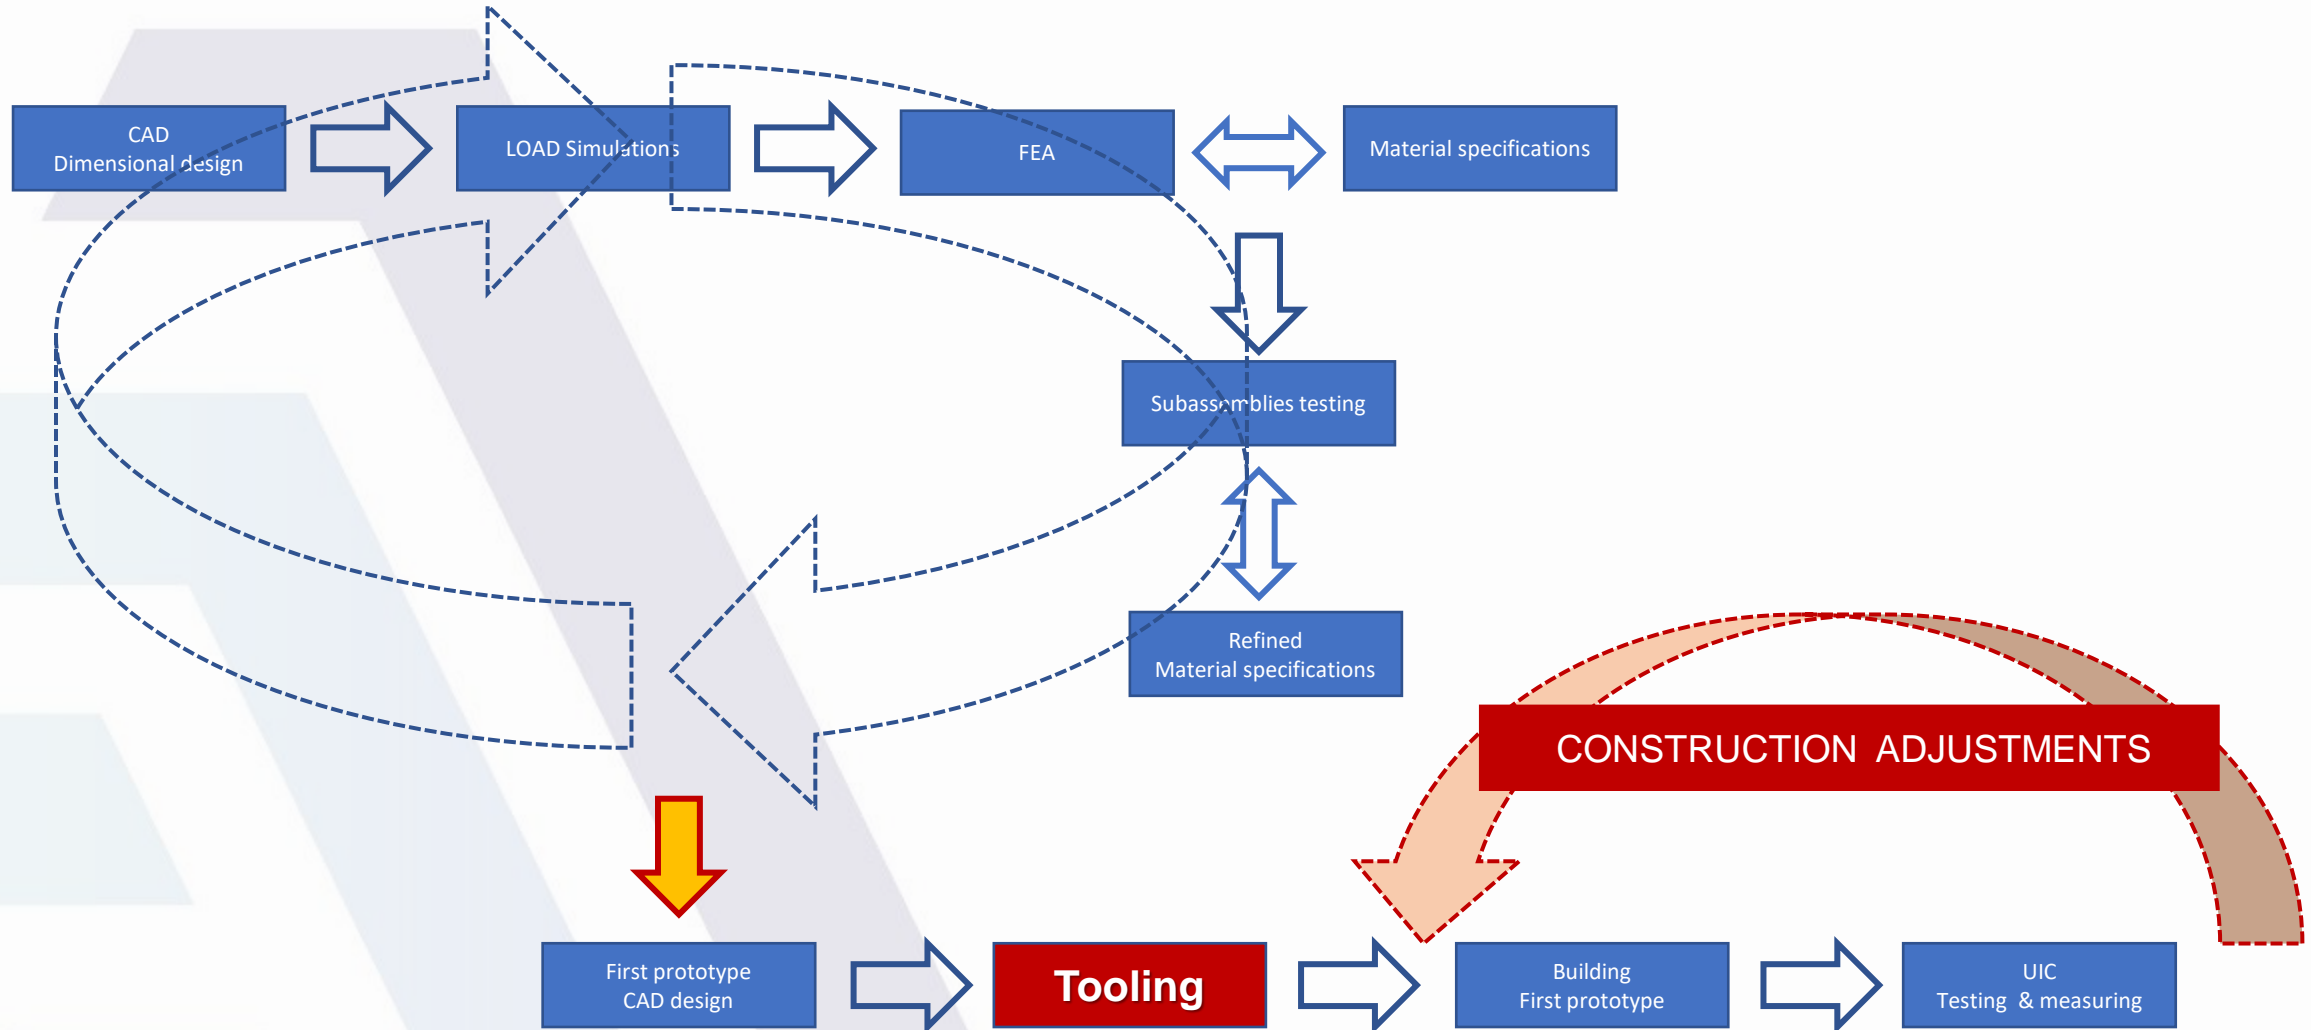 CAD
Dimensional design
LOAD Simulations
FEA
Material specifications
Subassemblies testing
Refined
Material specifications
CONSTRUCTION ADJUSTMENTS
First prototype
CAD design
Tooling
Building
First prototype
UIC
Testing & measuring